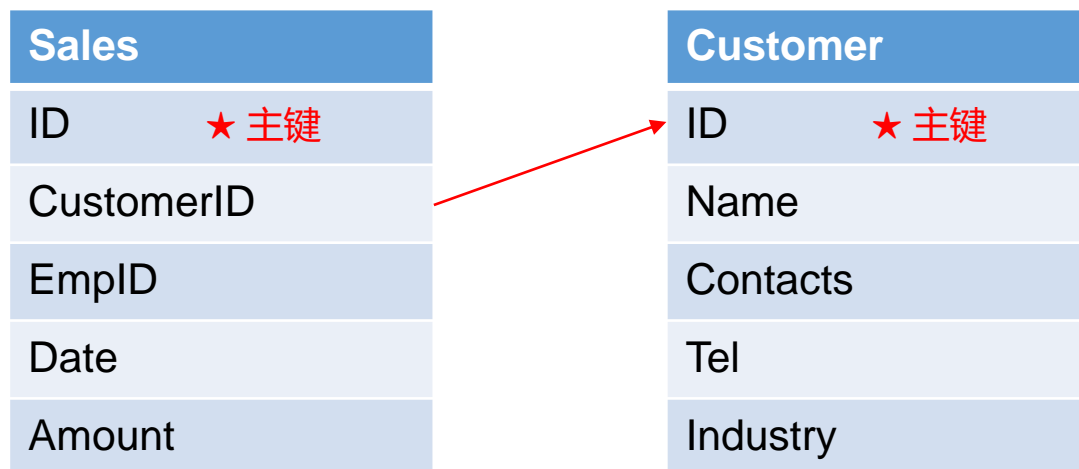 Sales
ID ★ 主键
CustomerID
EmpID
Date
Amount
Customer
ID ★ 主键
Name
Contacts
Tel
Industry